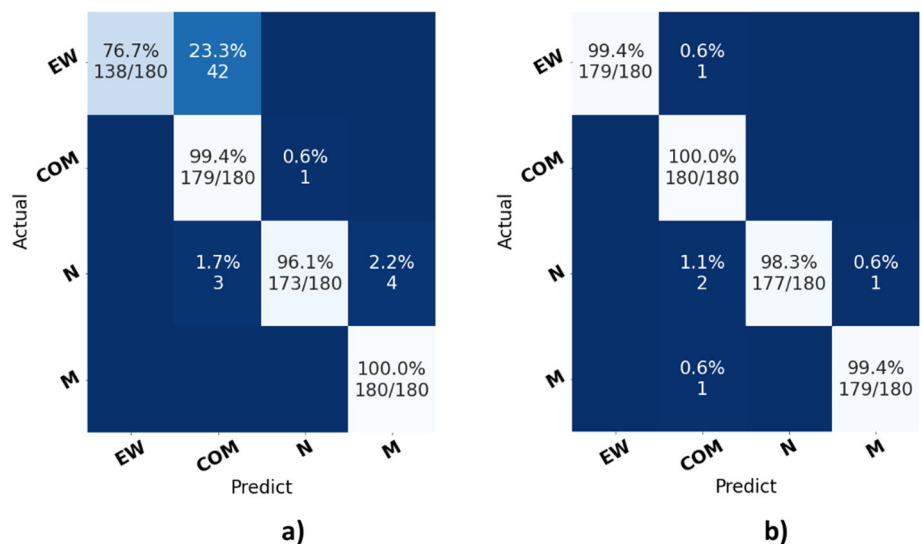 EW
76.7%
138/180
23.3%
42
COM
99.4%
179/180
0.6%
1
N
1.7%
3
96.1%
173/180
2.2%
4
M
100.0%
180/180
Actual
EW
COM
N
M
Predict
a)
EW
99.4%
179/180
0.6%
1
COM
100.0%
180/180
N
1.1%
2
98.3%
177/180
0.6%
1
M
0.6%
1
99.4%
179/180
Actual
EW
COM
N
M
Predict
b)